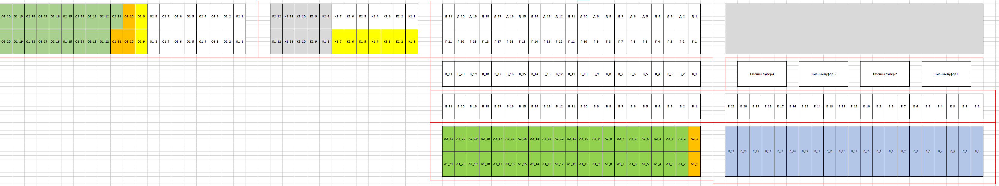 О2_20 О2_19 О2_18 О2_17 О2_16 О2_15 О2_14 О2_13 О2_12 О2_11 О2_10 О2_9 О2_8 О2_7 О2_6 О2_5 О2_4 О2_3 О2_2 О2_1 К2_12 К2_11 К2_10 К2_9 К2_8 К2_7 К2_6 К2_5 К2_4 К2_3 К2_2 К2_1 Д_21 Д_20 Д_19 Д_18 Д_17 Д_16 Д_15 Д_14 Д_13 Д_12 Д_11 Д_10 Д_9 Д_8 Д_7 Д_6 Д_5 Д_4 Д_3 Д_2 Д_1
О1_20 О1_19 О1_18 О1_17 О1_16 О1_15 О1_14 О1_13 О1_12 О1_11 О1_10 О1_9 О1_8 О1_7 О1_6 О1_5 О1_4 О1_3 О1_2 О1_1 К1_12 К1_11 К1_10 К1_9 К1_8 К1_7 К1_6 К1_5 К1_4 К1_3 К1_2 К1_1 Г_21 Г_20 Г_19 Г_18 Г_17 Г_16 Г_15 Г_14 Г_13 Г_12 Г_11 Г_10 Г_9 Г_8 Г_7 Г_6 Г_5 Г_4 Г_3 Г_2 Г_1
В_21 В_20 В_19 В_18 В_17 В_16 В_15 В_14 В_13 В_12 В_11 В_10 В_9 В_8 В_7 В_6 В_5 В_4 В_3 В_2 В_1 Сменны буфер 4 Сменны буфер 3 Сменны буфер 2 Сменны буфер 1
Б_21 Б_20 Б_19 Б_18 Б_17 Б_16 Б_15 Б_14 Б_13 Б_12 Б_11 Б_10 Б_9 Б_8 Б_7 Б_6 Б_5 Б_4 Б_3 Б_2 Б_1 Е_21 Е_20 Е_19 Е_18 Е_17 Е_16 Е_15 Е_14 Е_13 Е_12 Е_11 Е_10 Е_9 Е_8 Е_7 Е_6 Е_5 Е_4 Е_3 Е_2 Е_1
А2_21 А2_20 А2_19 А2_18 А2_17 А2_16 А2_15 А2_14 А2_13 А2_12 А2_11 А2_10 А2_9 А2_8 А2_7 А2_6 А2_5 А2_4 А2_3 А2_2 А2_1
П_21 П_20 П_19 П_18 П_17 П_16 П_15 П_14 П_13 П_12 П_11 П_10 П_9 П_8 П_7 П_6 П_5 П_4 П_3 П_2 П_1
А1_21 А1_20 А1_19 А1_18 А1_17 А1_16 А1_15 А1_14 А1_13 А1_12 А1_11 А1_10 А1_9 А1_8 А1_7 А1_6 А1_5 А1_4 А1_3 А1_2 А1_1